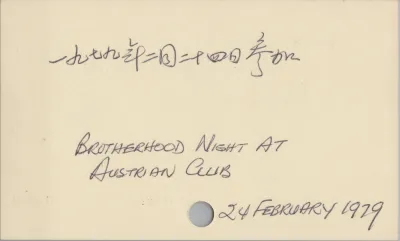 一九七九年二月二十四日参加
BROTHERHOOD NIGHT AT
AUSTRIAN CLUB
24 FEBRUARY 1979